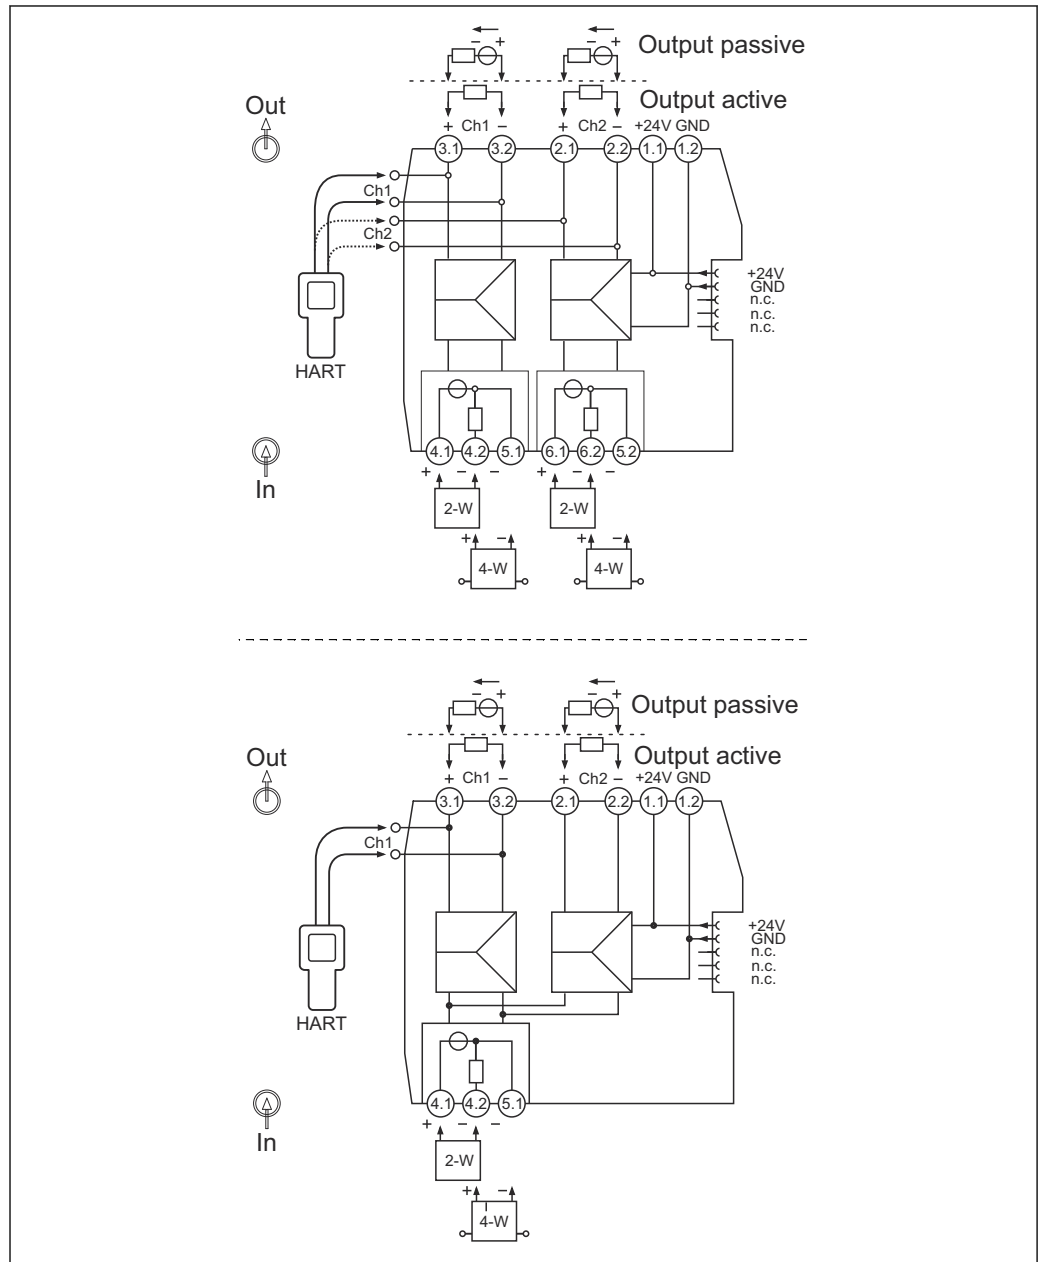 − +
− +
Output passive
Output active
Out
+ Ch1 − + Ch2 − +24V GND
3.1 3.2 2.1 2.2 1.1 1.2
Ch1
Ch2
+24V
GND
n.c.
n.c.
n.c.
HART
4.1 4.2 5.1 6.1 6.2 5.2
In
+ − − + − −
2-W 2-W
+ − + −
4-W 4-W
− +
− +
Output passive
Output active
Out
+ Ch1 − + Ch2 − +24V GND
3.1 3.2 2.1 2.2 1.1 1.2
Ch1
+24V
GND
n.c.
n.c.
n.c.
HART
4.1 4.2 5.1
In
+ − −
2-W
+ −
4-W